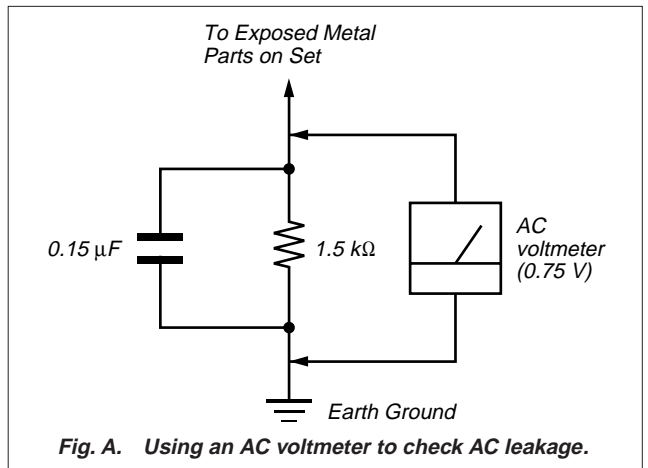 To Exposed Metal
Parts on Set
0.15 µF
1.5 kΩ
AC
voltmeter
(0.75 V)
Earth Ground
Fig. A. Using an AC voltmeter to check AC leakage.